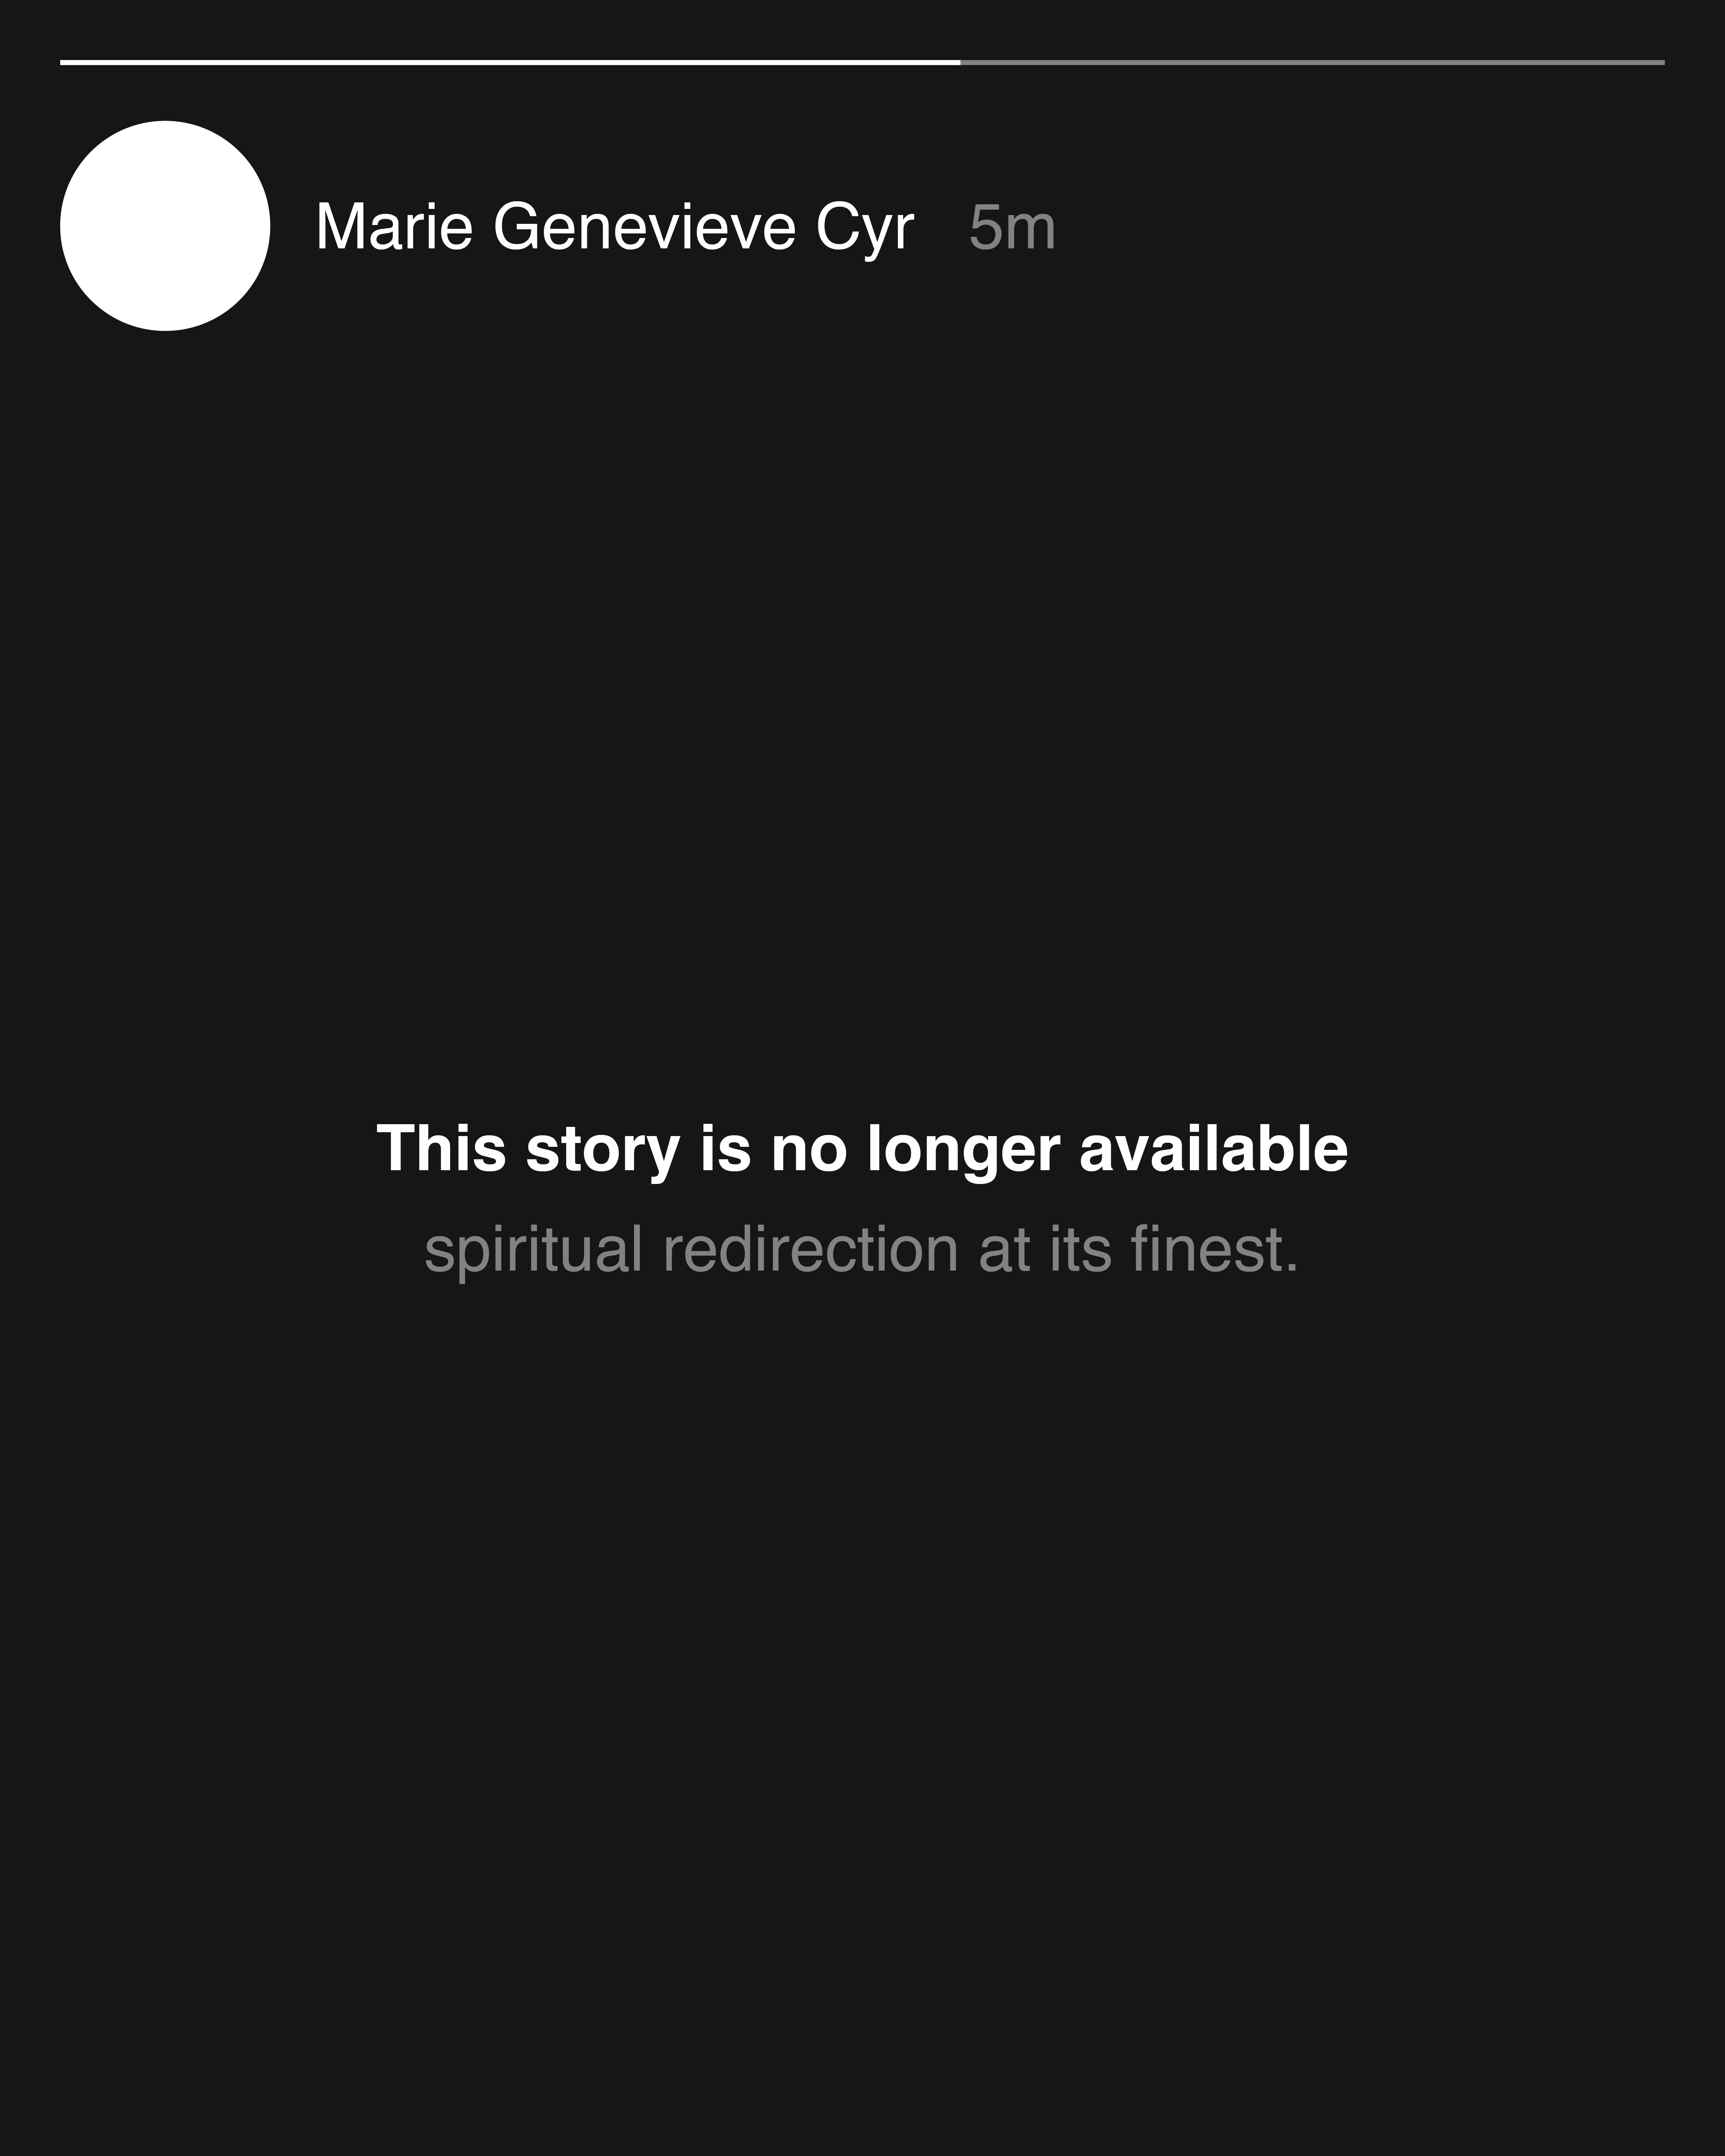 Marie Genevieve Cyr 5m
This story is no longer available
spiritual redirection at its finest.